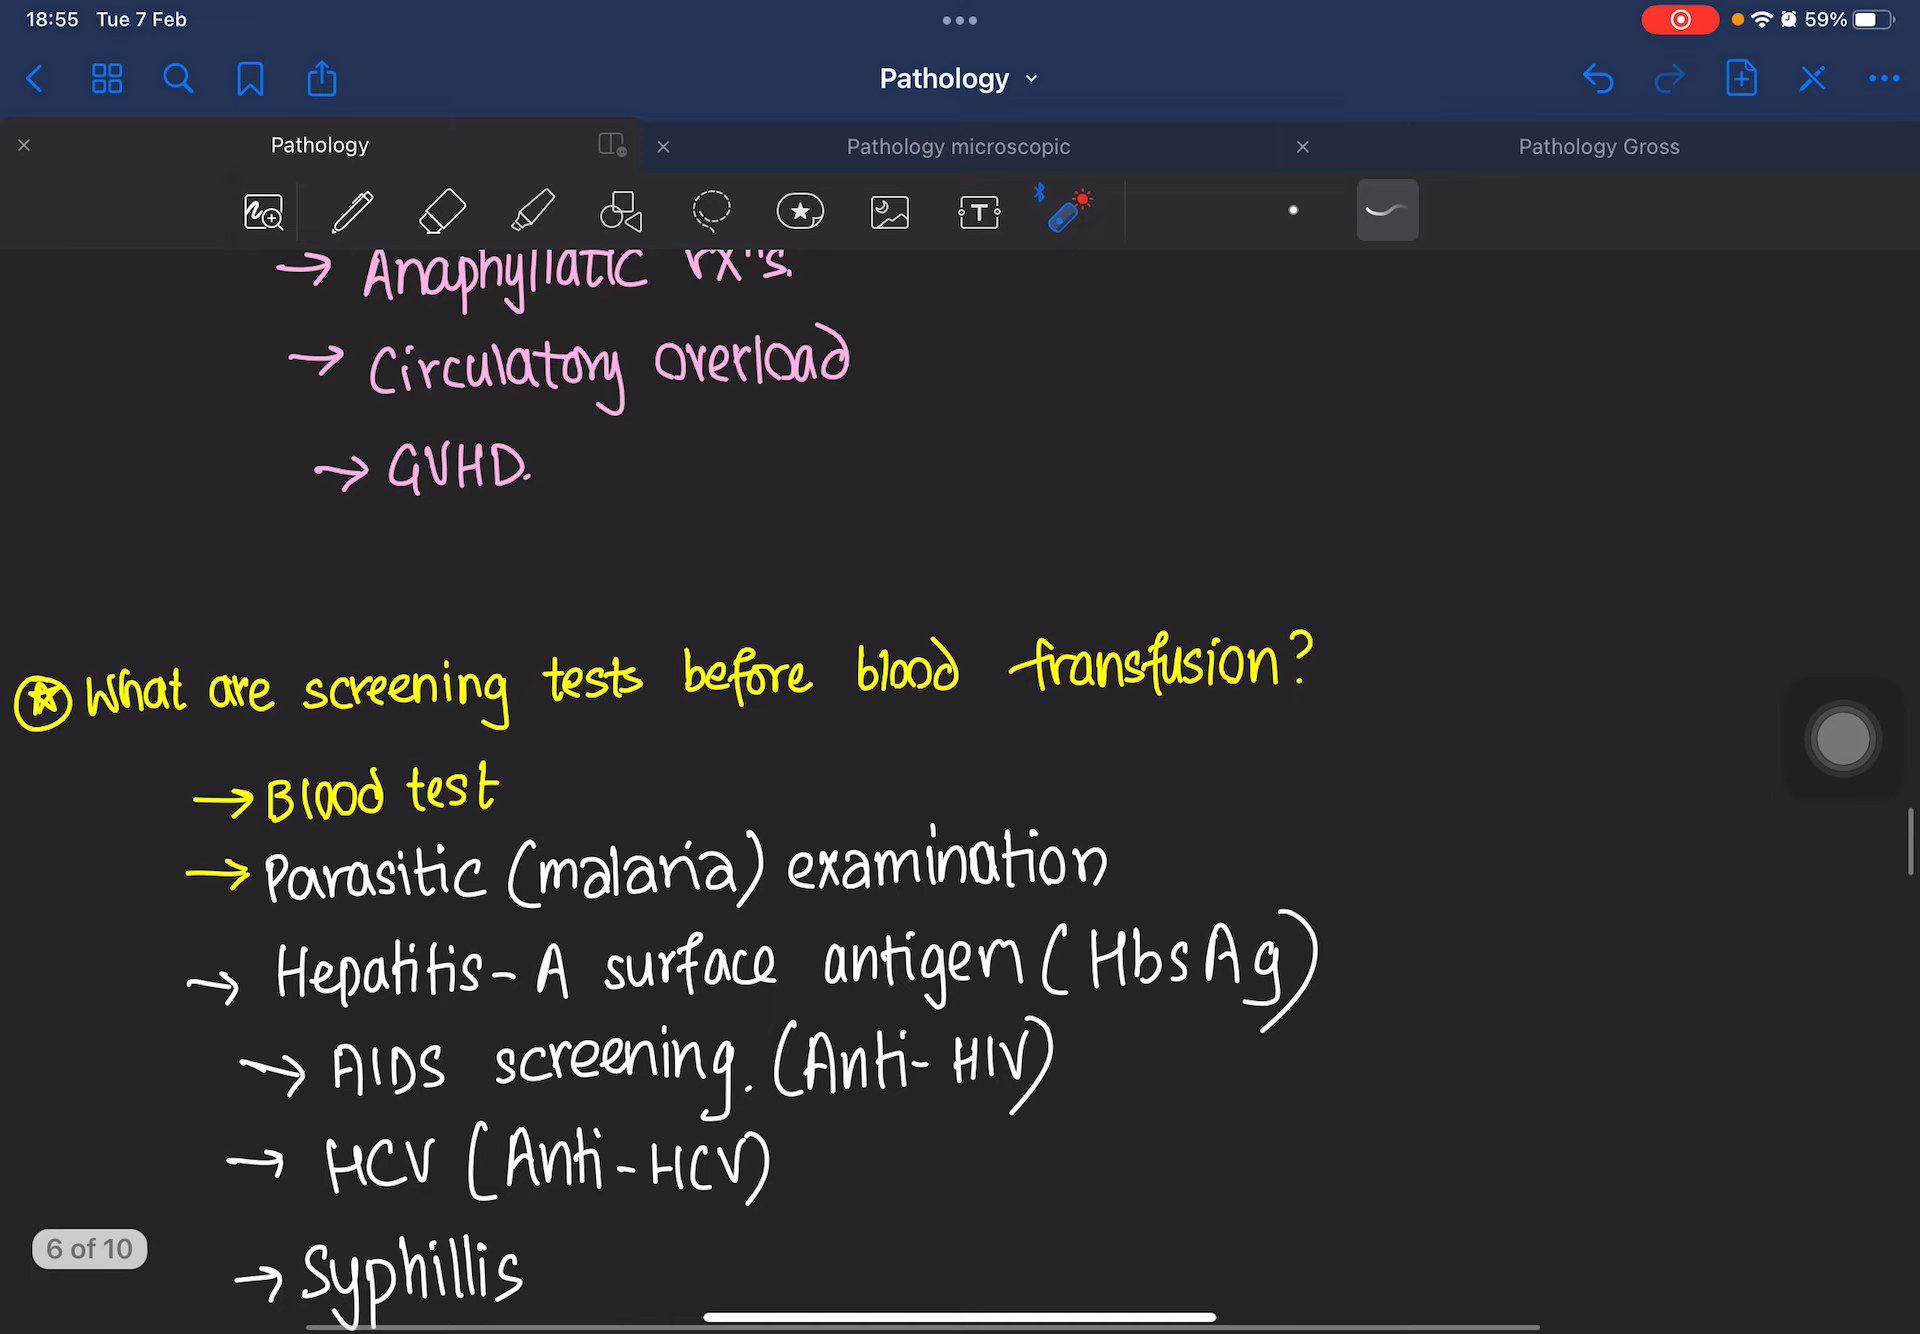 18:55 Tue 7 Feb
59%
Pathology
Pathology
Pathology microscopic
Pathology Gross
T
→ Anaphyllatic rxns.
→ Circulatory overload
→ GVHD.
What are screening tests before blood transfusion?
→ Blood test
→ Parasitic (malaria) examination
→ Hepatitis - A surface antigen (HbsAg)
→ AIDS screening. (Anti - HIV)
→ HCV (Anti - HCV)
6 of 10
→ Syphillis